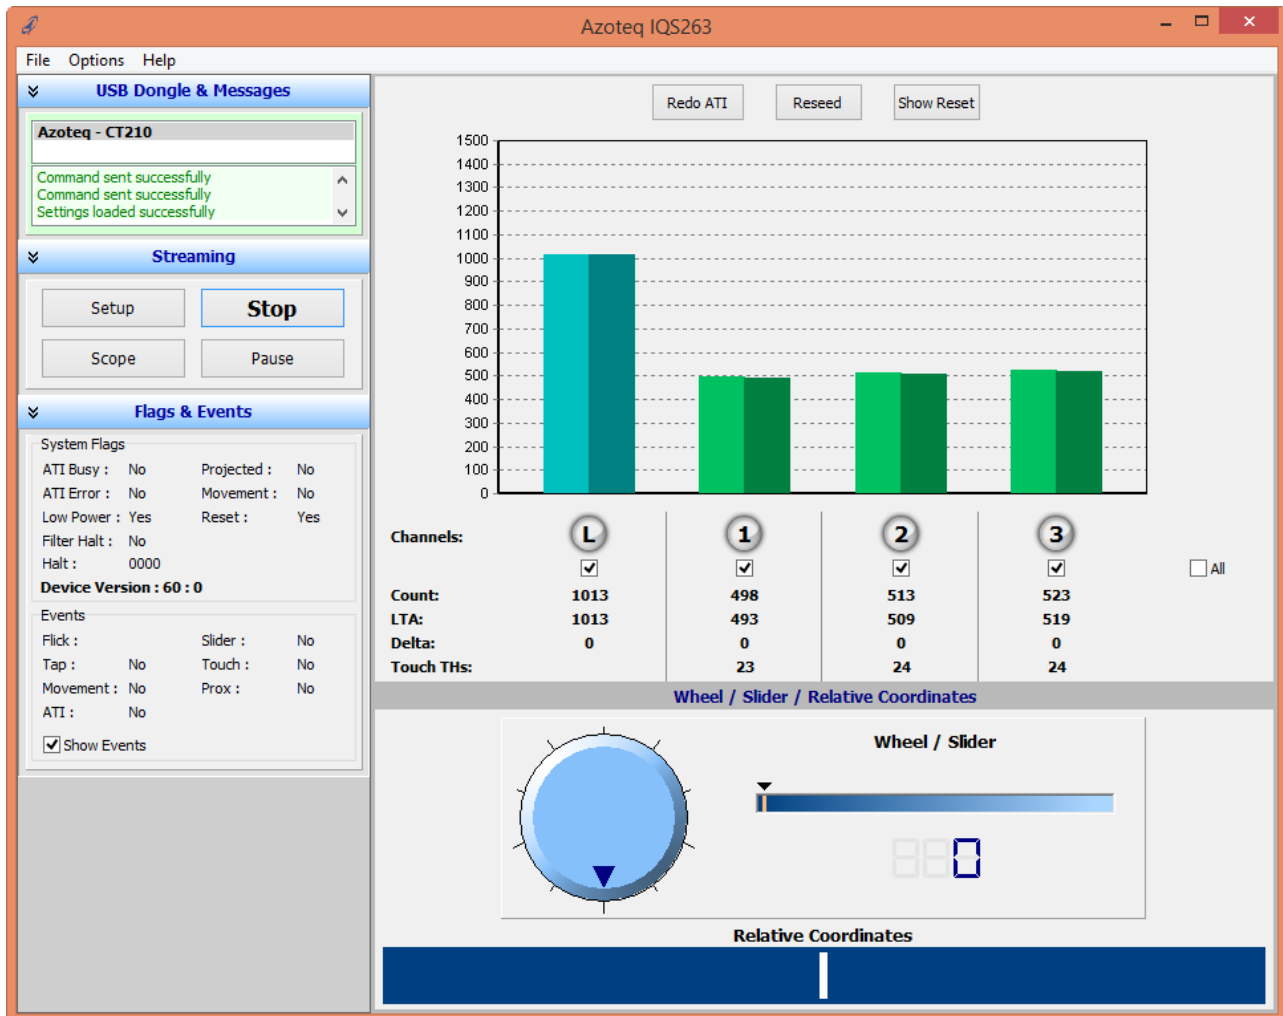 Azoteq IQS263
File Options Help
USB Dongle & Messages
Azoteq - CT210
Command sent successfully
Command sent successfully
Settings loaded successfully
Streaming
Setup Stop
Scope Pause
Flags & Events
System Flags
ATI Busy : No Projected : No
ATI Error : No Movement : No
Low Power : Yes Reset : Yes
Filter Halt : No
Halt : 0000
Device Version : 60 : 0
Events
Flick : Slider : No
Tap : No Touch : No
Movement : No Prox : No
ATI : No
Show Events
Redo ATI Reseed Show Reset
1500
1400
1300
1200
1100
1000
900
800
700
600
500
400
300
200
100
0
Channels: L 1 2 3
All
Count: 1013 498 513 523
LTA: 1013 493 509 519
Delta: 0 0 0 0
Touch THs: 23 24 24
Wheel / Slider / Relative Coordinates
Wheel / Slider
0
Relative Coordinates